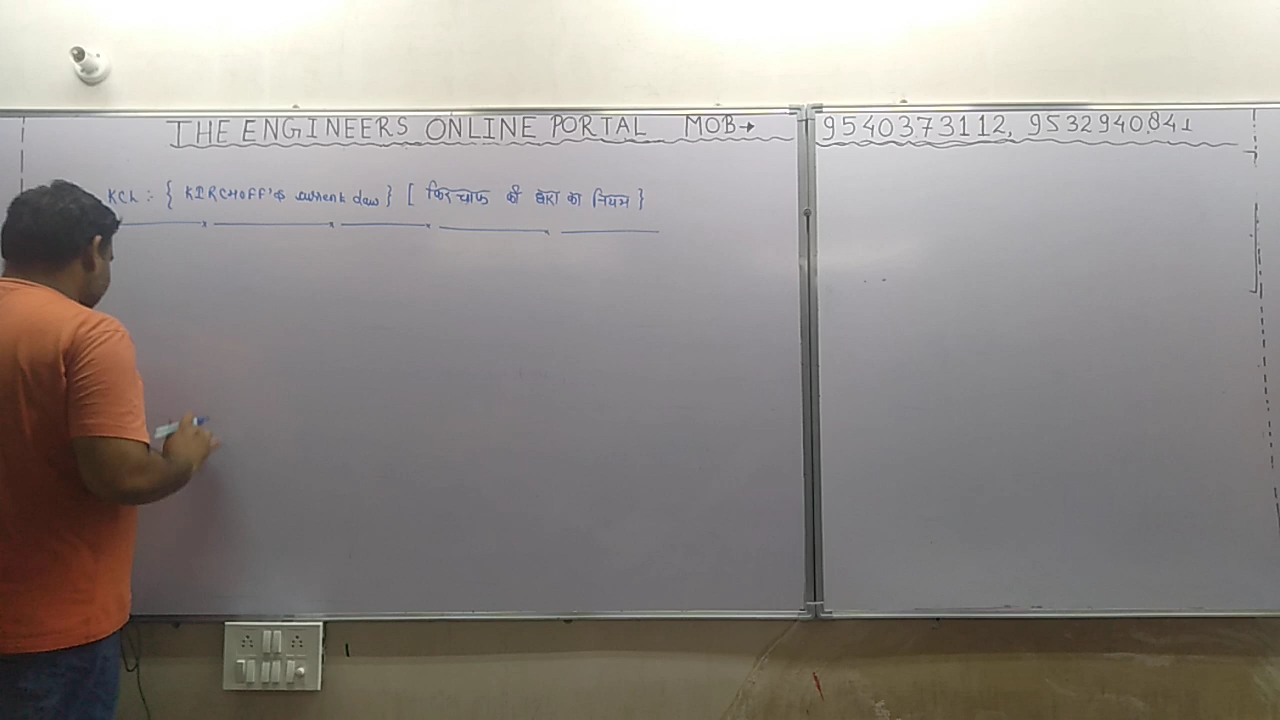 THE ENGINEERS ONLINE PORTAL MOB→ 9540373112, 9532940841
KCL :- { KIRCHOFF's current Law } [ किरचॉफ की धारा का नियम }